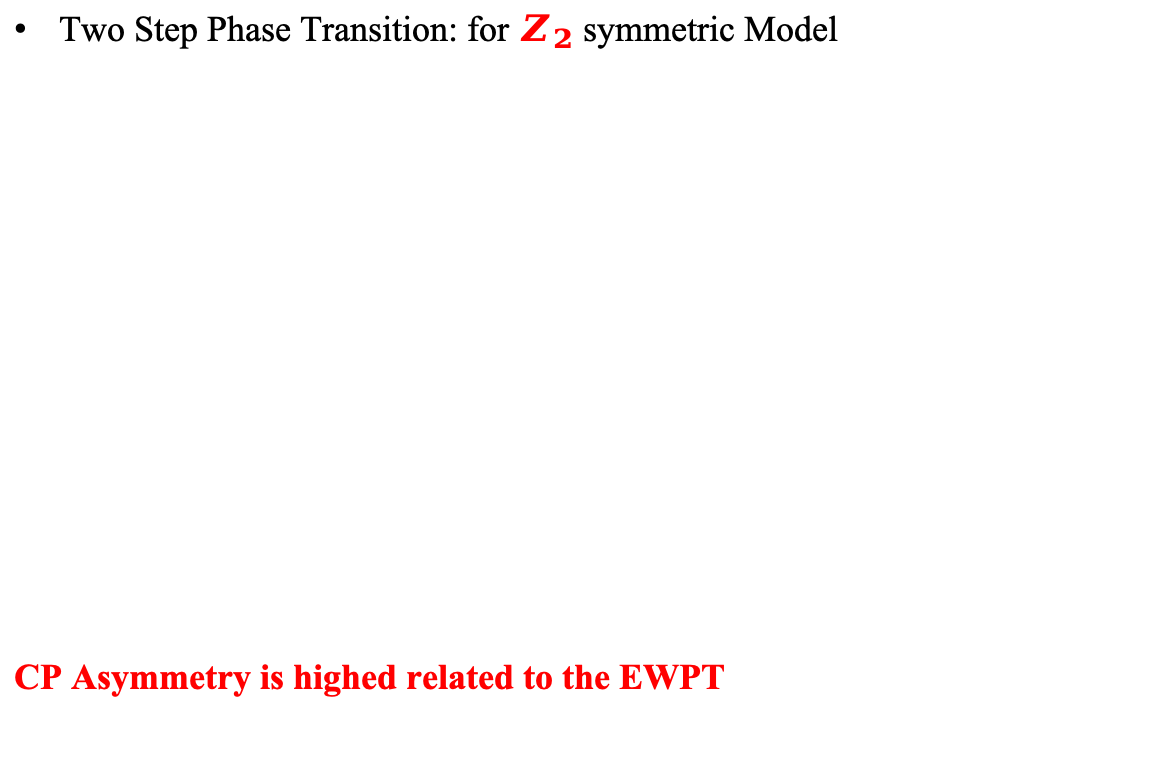 • Two Step Phase Transition: for Z₂ symmetric Model
CP Asymmetry is highed related to the EWPT